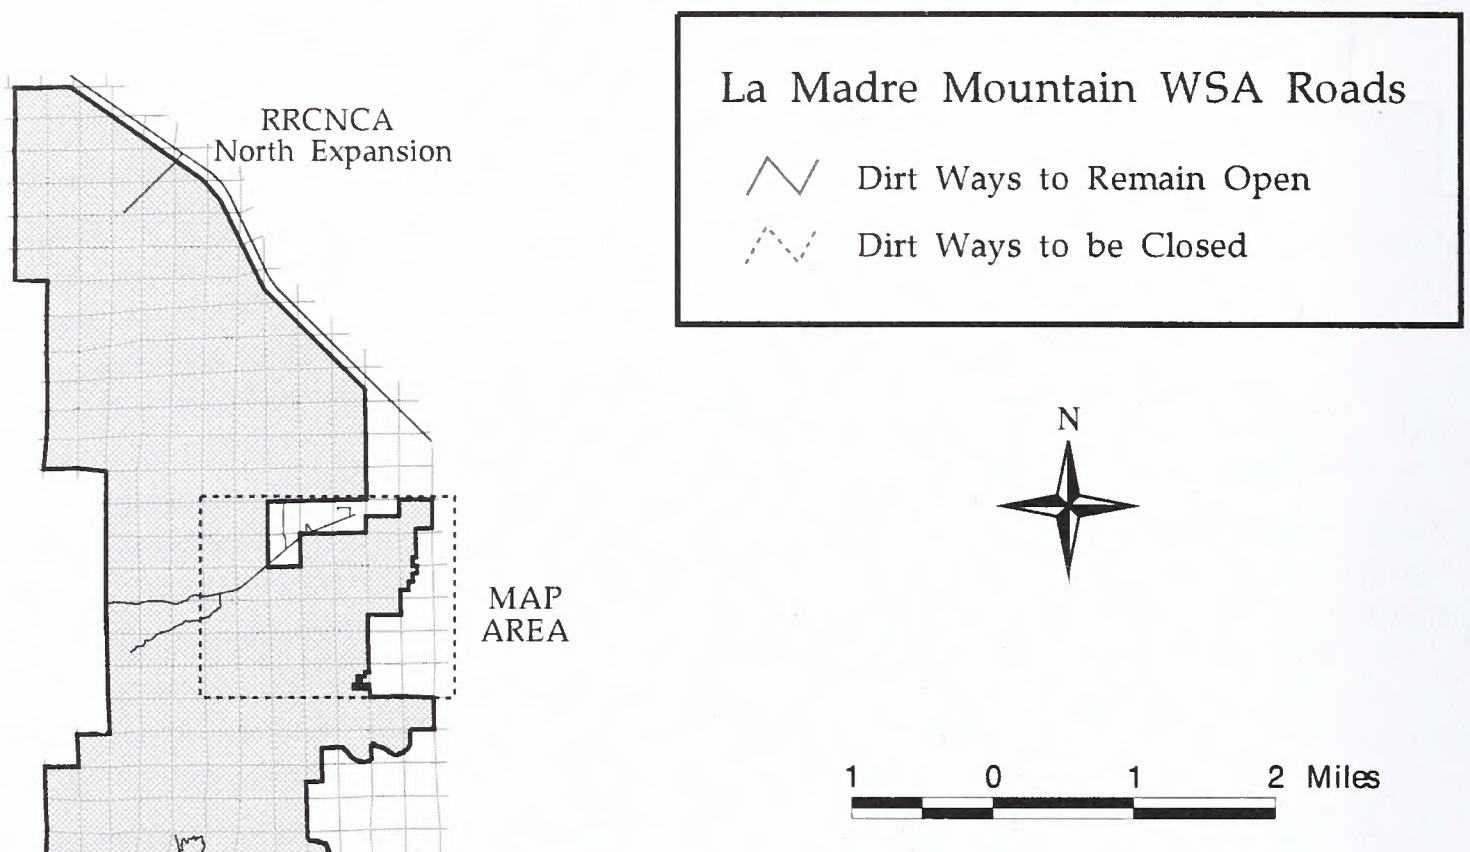 La Madre Mountain WSA Roads
Dirt Ways to Remain Open
Dirt Ways to be Closed
RRCNCA
North Expansion
MAP
AREA
N
1 0 1 2 Miles